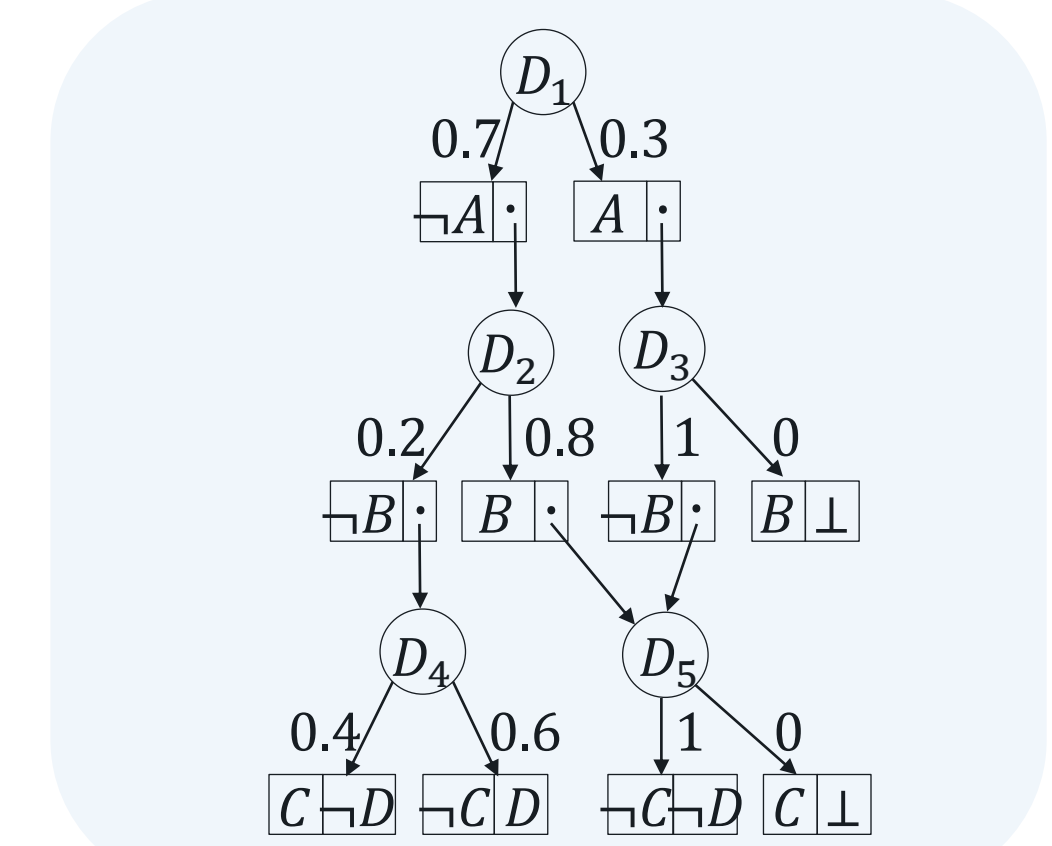 D₁
0.7 0.3
¬A · A ·
D₂ D₃
0.2 0.8 1 0
¬B · B · ¬B · B ⊥
D₄ D₅
0.4 0.6 1 0
C ¬D ¬C D ¬C ¬D C ⊥